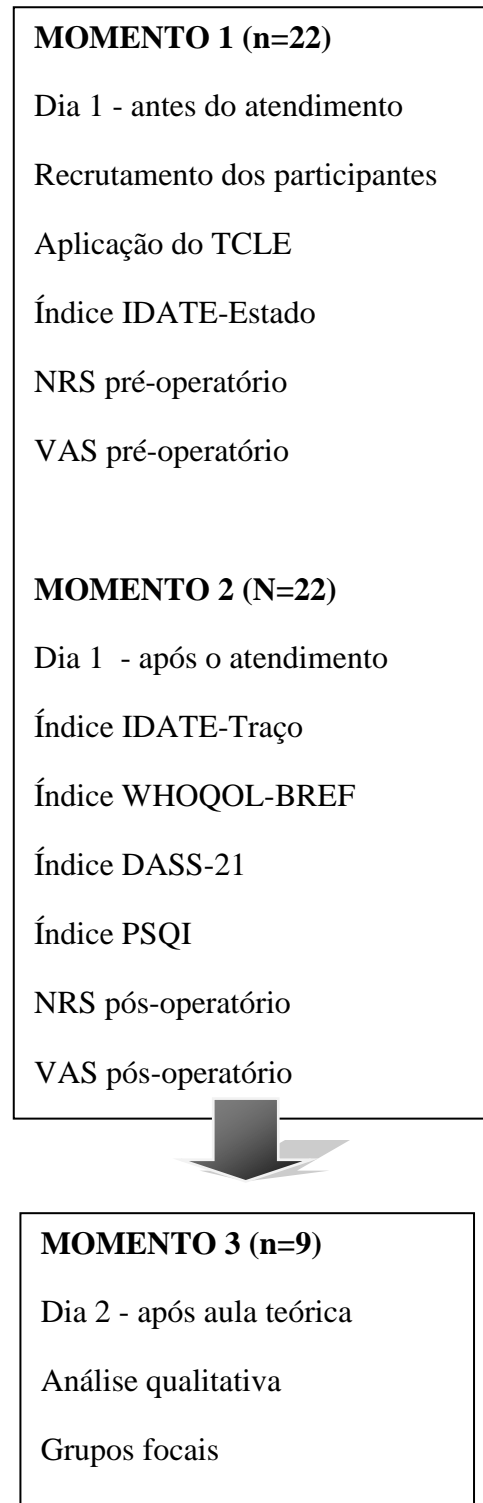 MOMENTO 1 (n=22)
Dia 1 - antes do atendimento
Recrutamento dos participantes
Aplicação do TCLE
Índice IDATE-Estado
NRS pré-operatório
VAS pré-operatório
MOMENTO 2 (N=22)
Dia 1 - após o atendimento
Índice IDATE-Traço
Índice WHOQOL-BREF
Índice DASS-21
Índice PSQI
NRS pós-operatório
VAS pós-operatório
MOMENTO 3 (n=9)
Dia 2 - após aula teórica
Análise qualitativa
Grupos focais